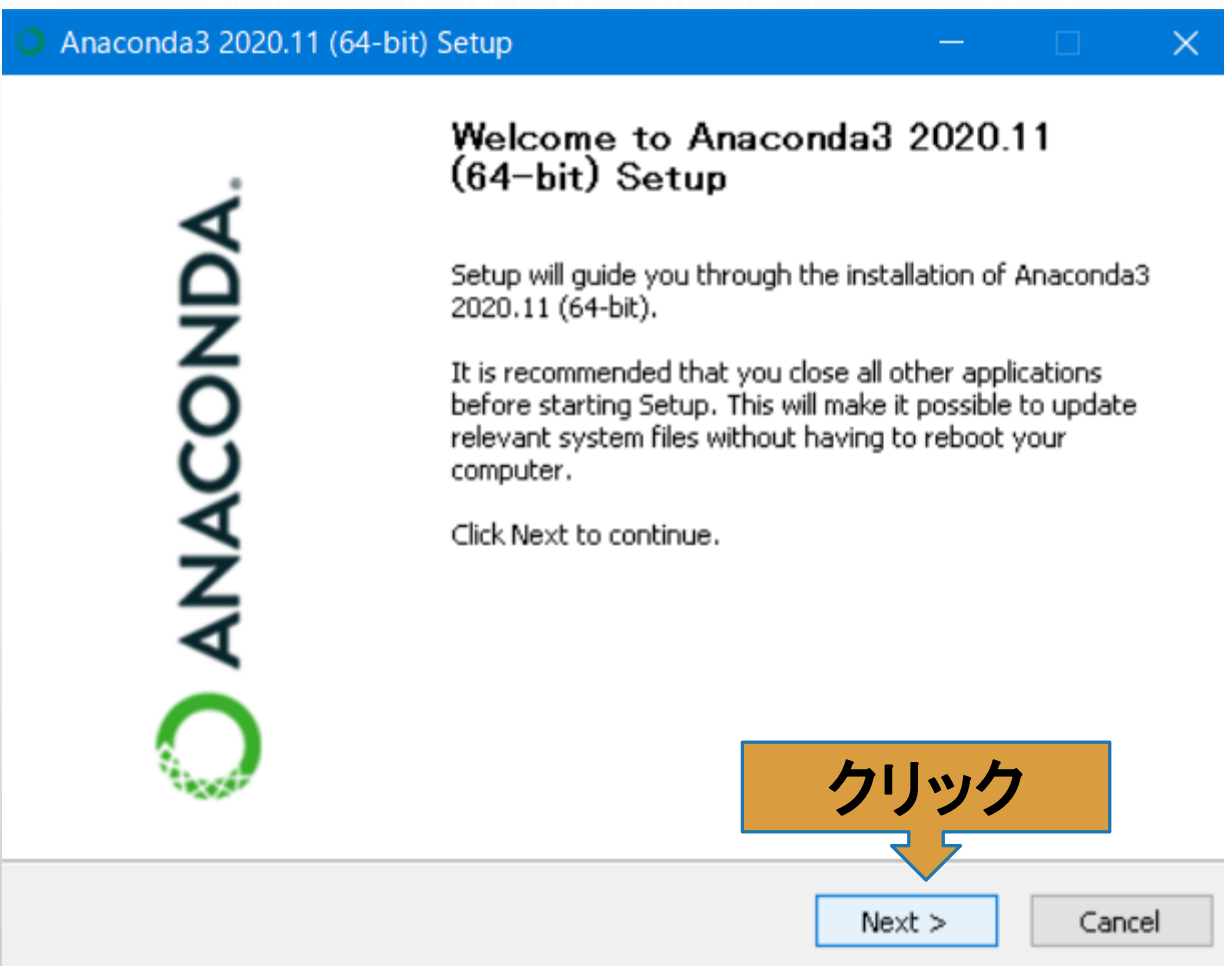 Anaconda3 2020.11 (64-bit) Setup
Welcome to Anaconda3 2020.11
(64-bit) Setup
ANACONDA.
Setup will guide you through the installation of Anaconda3
2020.11 (64-bit).
It is recommended that you close all other applications
before starting Setup. This will make it possible to update
relevant system files without having to reboot your
computer.
Click Next to continue.
クリック
Next >
Cancel